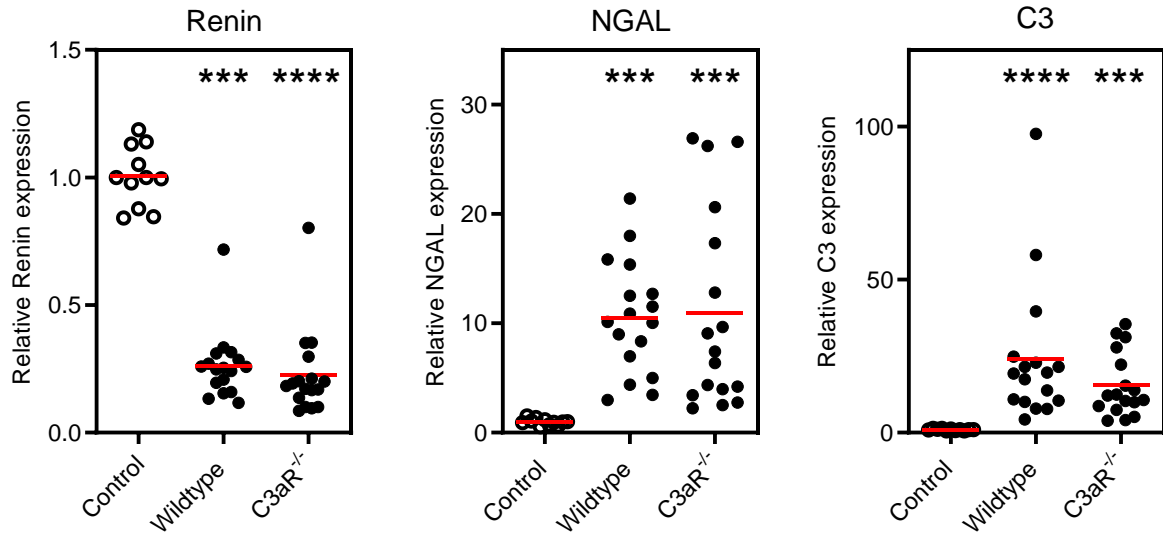 Renin
Relative Renin expression
1.5
1.0
0.5
0.0
*** ****
Control
Wildtype
C3aR-/-
NGAL
Relative NGAL expression
30
20
10
0
*** ***
Control
Wildtype
C3aR-/-
C3
Relative C3 expression
100
50
0
**** ***
Control
Wildtype
C3aR-/-